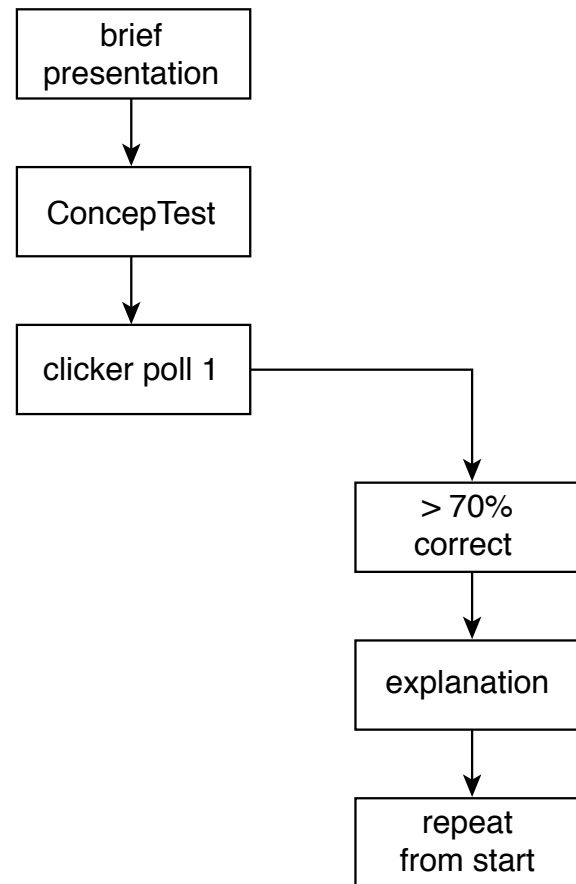 brief
presentation
ConcepTest
clicker poll 1
> 70%
correct
explanation
repeat
from start